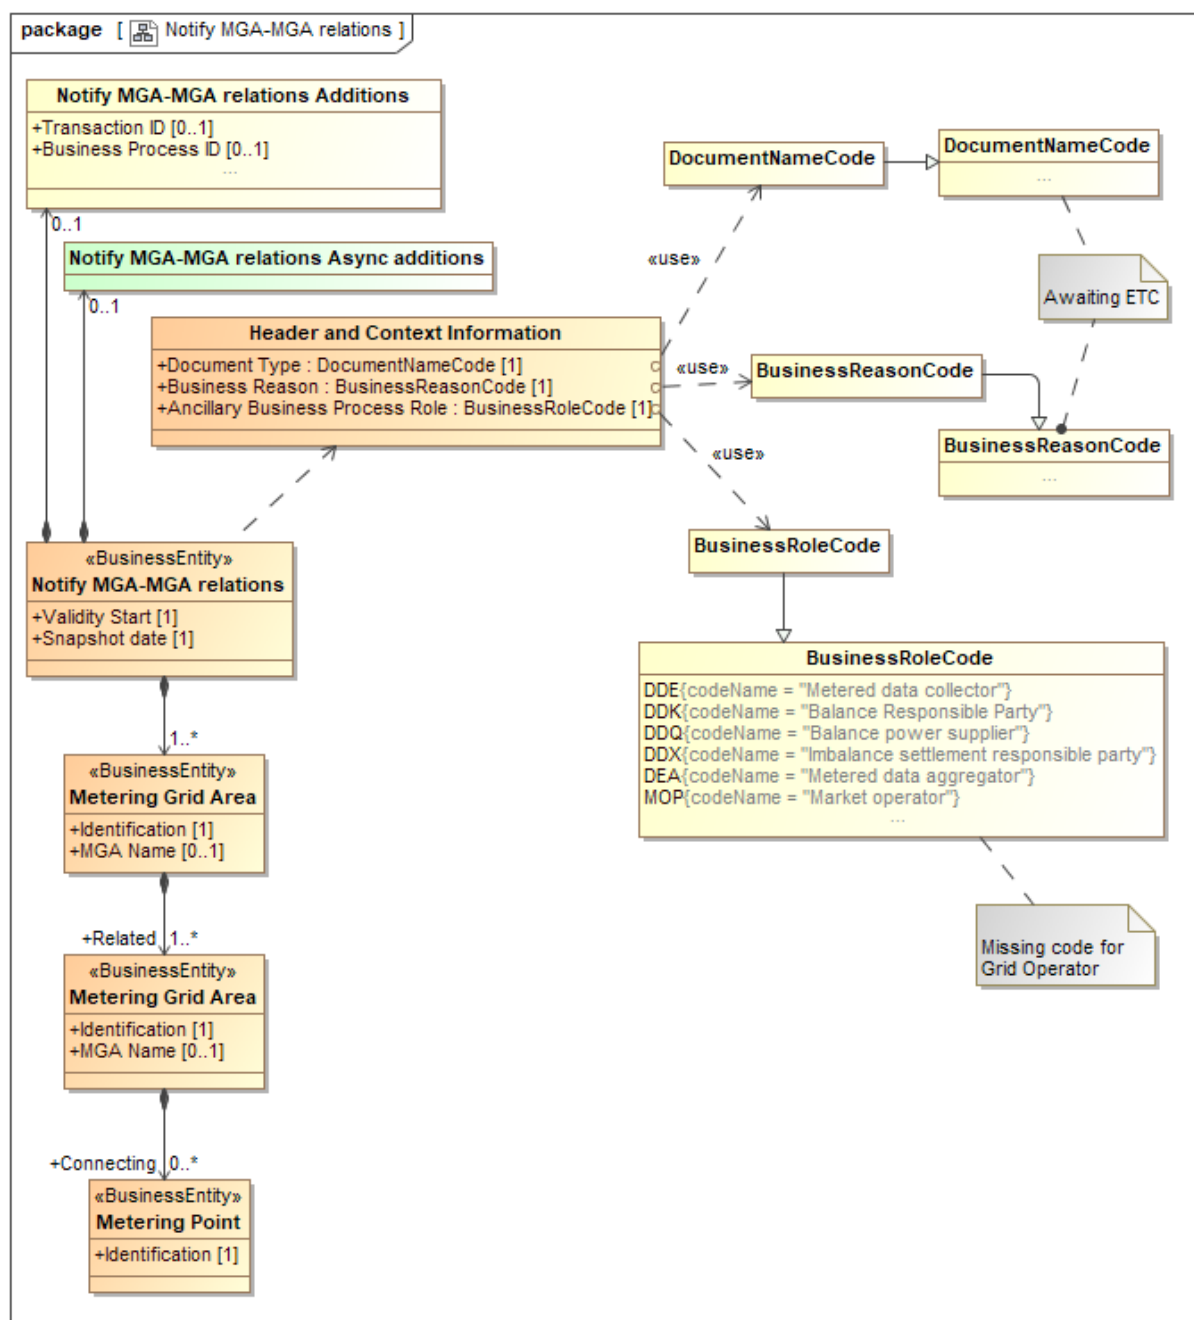 package [ Notify MGA-MGA relations ]
Notify MGA-MGA relations Additions
+Transaction ID [0..1]
+Business Process ID [0..1]
...
0..1
Notify MGA-MGA relations Async additions
0..1
Header and Context Information
+Document Type : DocumentNameCode [1]
+Business Reason : BusinessReasonCode [1]
+Ancillary Business Process Role : BusinessRoleCode [1]
«use»
«use»
«use»
DocumentNameCode
DocumentNameCode
...
Awaiting ETC
BusinessReasonCode
BusinessReasonCode
...
BusinessRoleCode
BusinessRoleCode
DDE{codeName = "Metered data collector"}
DDK{codeName = "Balance Responsible Party"}
DDQ{codeName = "Balance power supplier"}
DDX{codeName = "Imbalance settlement responsible party"}
DEA{codeName = "Metered data aggregator"}
MOP{codeName = "Market operator"}
...
Missing code for
Grid Operator
«BusinessEntity»
Notify MGA-MGA relations
+Validity Start [1]
+Snapshot date [1]
1..*
«BusinessEntity»
Metering Grid Area
+Identification [1]
+MGA Name [0..1]
+Related 1..*
«BusinessEntity»
Metering Grid Area
+Identification [1]
+MGA Name [0..1]
+Connecting 0..*
«BusinessEntity»
Metering Point
+Identification [1]